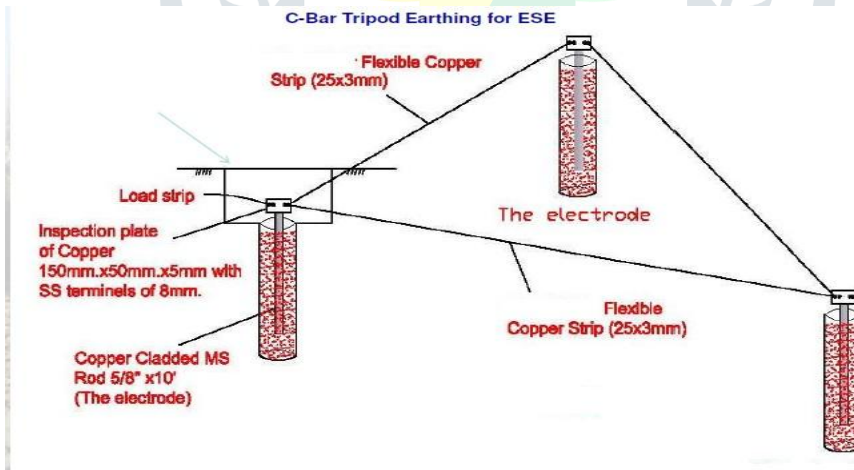 C-Bar Tripod Earthing for ESE
Flexible Copper
Strip (25x3mm)
Load strip
Inspection plate
of Copper
150mm.x50mm.x5mm with
SS terminels of 8mm.
The electrode
Flexible
Copper Strip (25x3mm)
Copper Cladded MS
Rod 5/8" x10'
(The electrode)